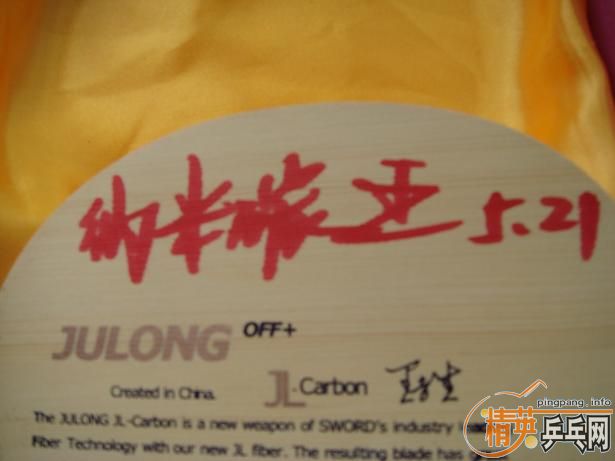 纳米碳王 5.21
JULONG OFF+
Created in China. JL-Carbon
The JULONG JL-Carbon is a new weapon of SWORD's industry
Fiber Technology with our new JL fiber. The resulting blade has
pingpang.info
精英乒乓网